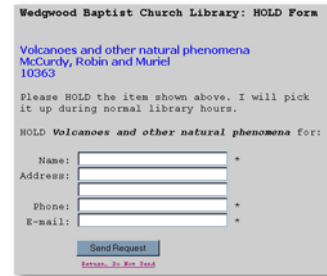 Wedgwood Baptist Church Library: HOLD Form
Volcanoes and other natural phenomena
McCurdy, Robin and Muriel
10363
Please HOLD the item shown above. I will pick
it up during normal library hours.
HOLD Volcanoes and other natural phenomena for:
Name: *
Address:
Phone: *
E-mail: *
Send Request
Return, Do Not Send